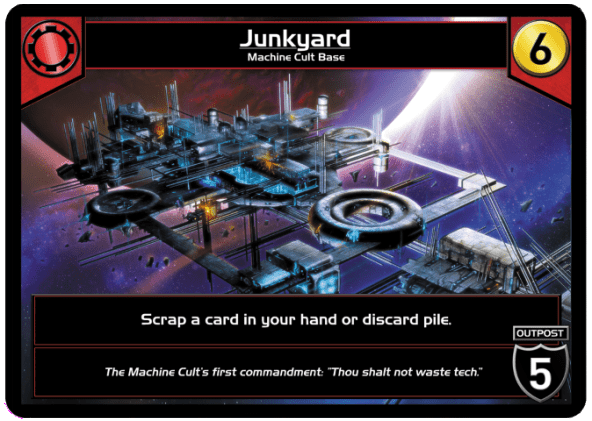 Junkyard
Machine Cult Base
6
Scrap a card in your hand or discard pile.
OUTPOST
5
The Machine Cult's first commandment: "Thou shalt not waste tech."